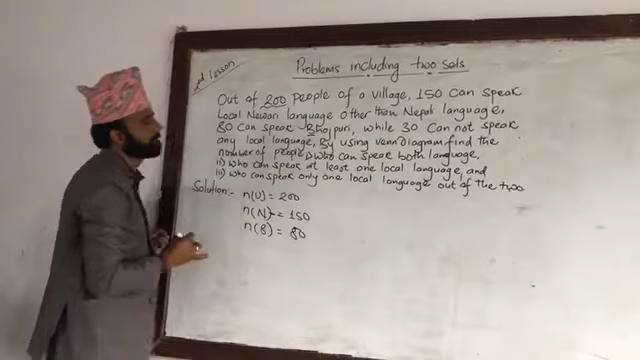 2nd lesson
Problems including two sets
Out of 200 people of a village, 150 can speak
Local Newari language other than Nepali language,
80 can speak Bhojpuri, while 30 can not speak
any local language, By using venn diagram find the
number of people i) who can speak both language,
ii) who can speak at least one local language, and
iii) who can speak only one local language out of the two
Solution:- n(U) = 200
n(N) = 150
n(B) = 80